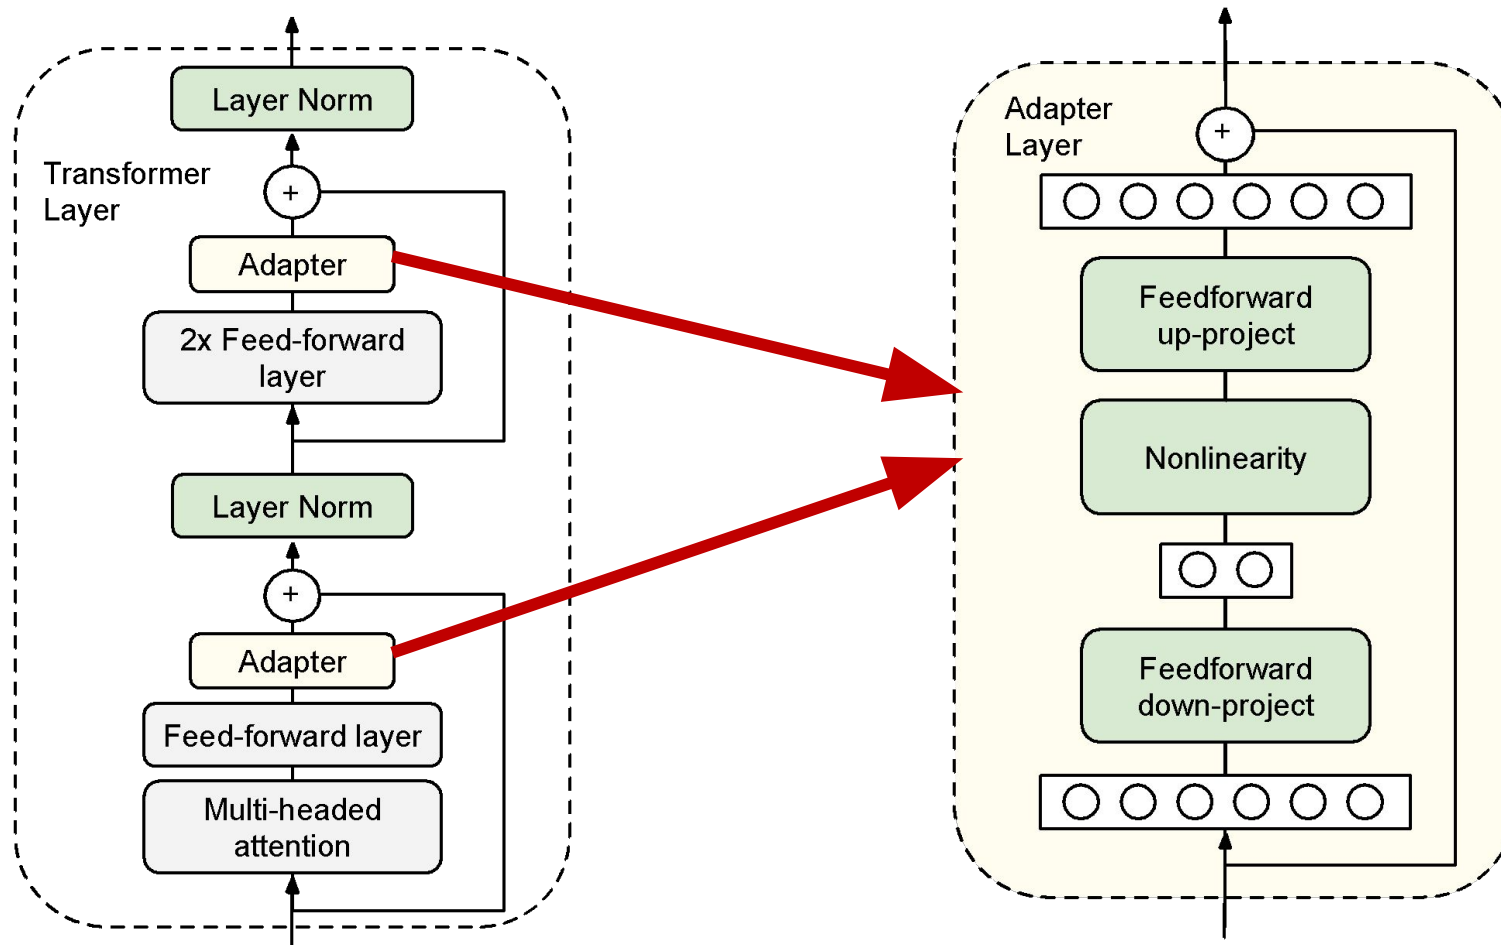 Layer Norm
Transformer
Layer
+
Adapter
2x Feed-forward
layer
Layer Norm
+
Adapter
Feed-forward layer
Multi-headed
attention
Adapter
Layer
+
Feedforward
up-project
Nonlinearity
Feedforward
down-project